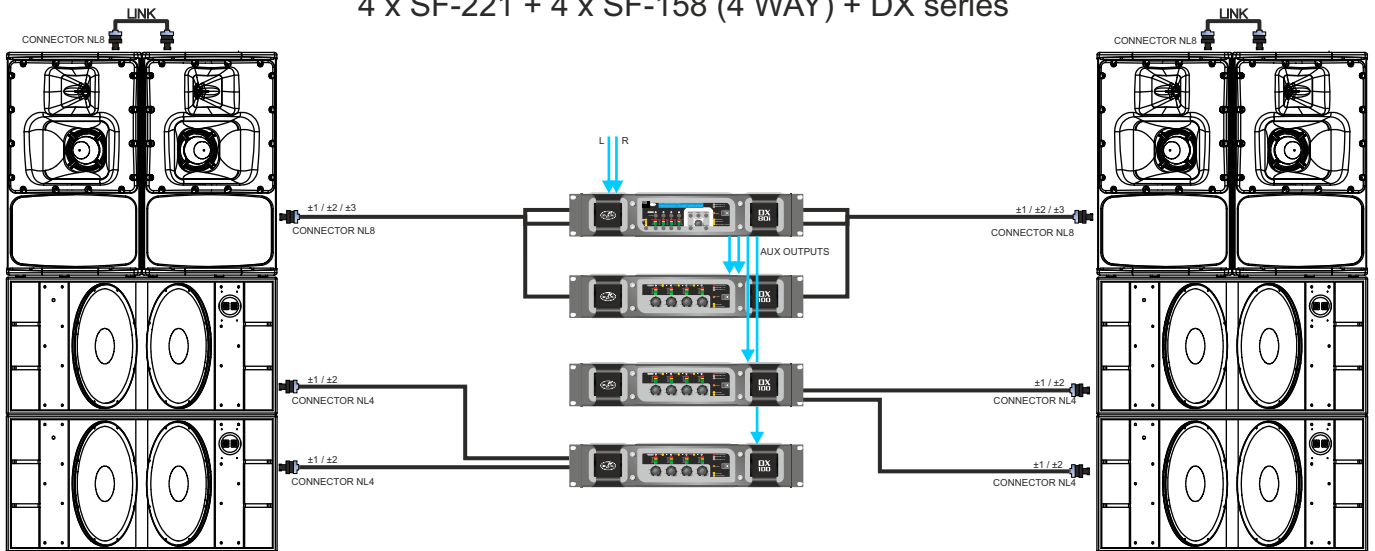 4 x SF-221 + 4 x SF-158 (4 WAY) + DX series
LINK
CONNECTOR NL8
LINK
CONNECTOR NL8
L R
±1 / ±2 / ±3
CONNECTOR NL8
DX
80i
±1 / ±2 / ±3
CONNECTOR NL8
AUX OUTPUTS
DX
100
±1 / ±2
CONNECTOR NL4
DX
100
±1 / ±2
CONNECTOR NL4
±1 / ±2
CONNECTOR NL4
DX
100
±1 / ±2
CONNECTOR NL4